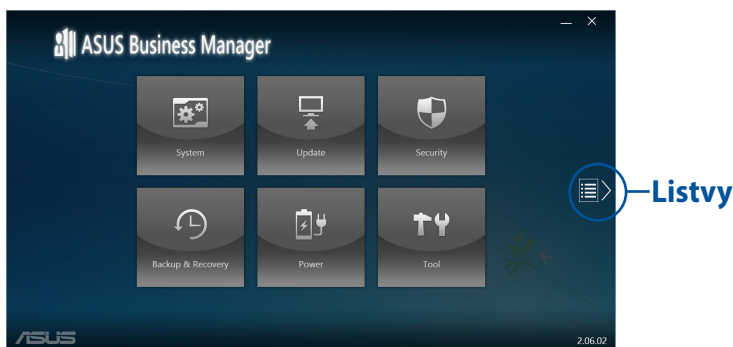 ASUS Business Manager
System
Update
Security
Listvy
Backup & Recovery
Power
Tool
ASUS
2.06.02